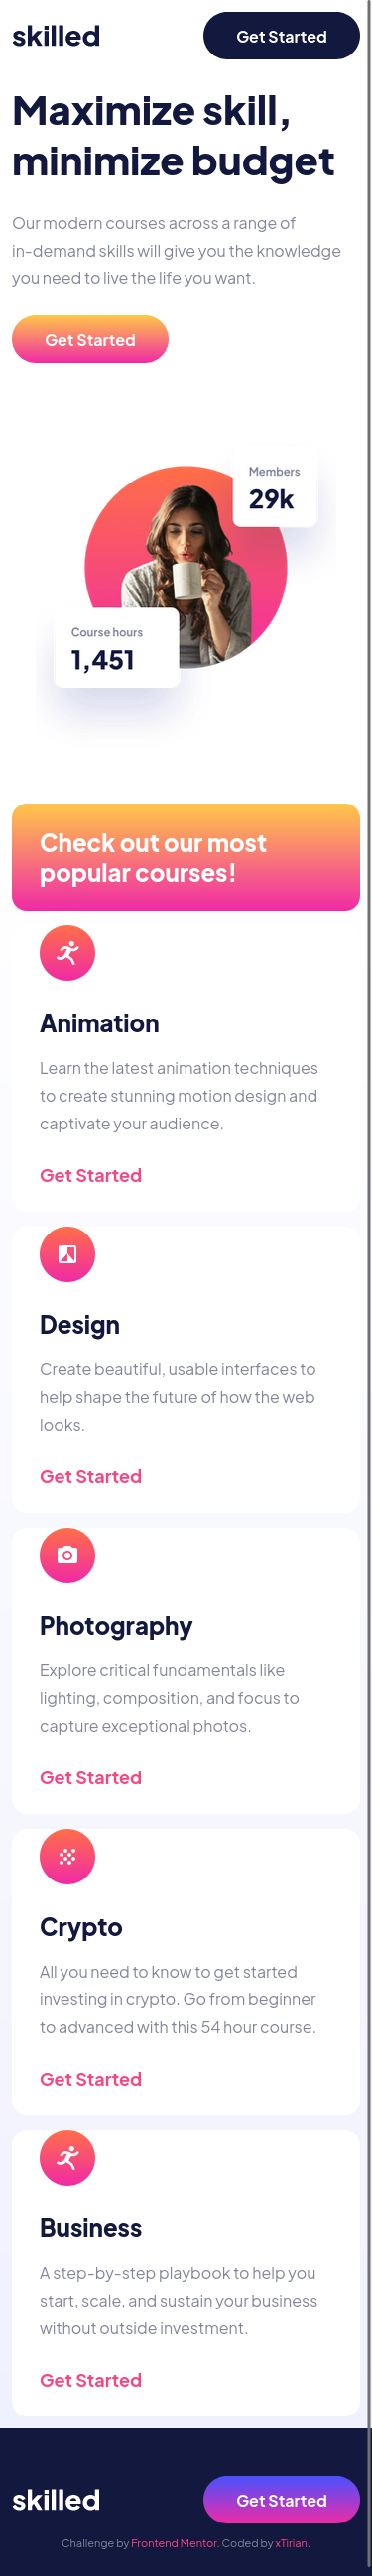 skilled
Get Started
Maximize skill,
minimize budget
Our modern courses across a range of
in-demand skills will give you the knowledge
you need to live the life you want.
Get Started
Members
29k
Course hours
1,451
Check out our most
popular courses!
Animation
Learn the latest animation techniques
to create stunning motion design and
captivate your audience.
Get Started
Design
Create beautiful, usable interfaces to
help shape the future of how the web
looks.
Get Started
Photography
Explore critical fundamentals like
lighting, composition, and focus to
capture exceptional photos.
Get Started
Crypto
All you need to know to get started
investing in crypto. Go from beginner
to advanced with this 54 hour course.
Get Started
Business
A step-by-step playbook to help you
start, scale, and sustain your business
without outside investment.
Get Started
skilled
Get Started
Challenge by Frontend Mentor. Coded by xTirian.